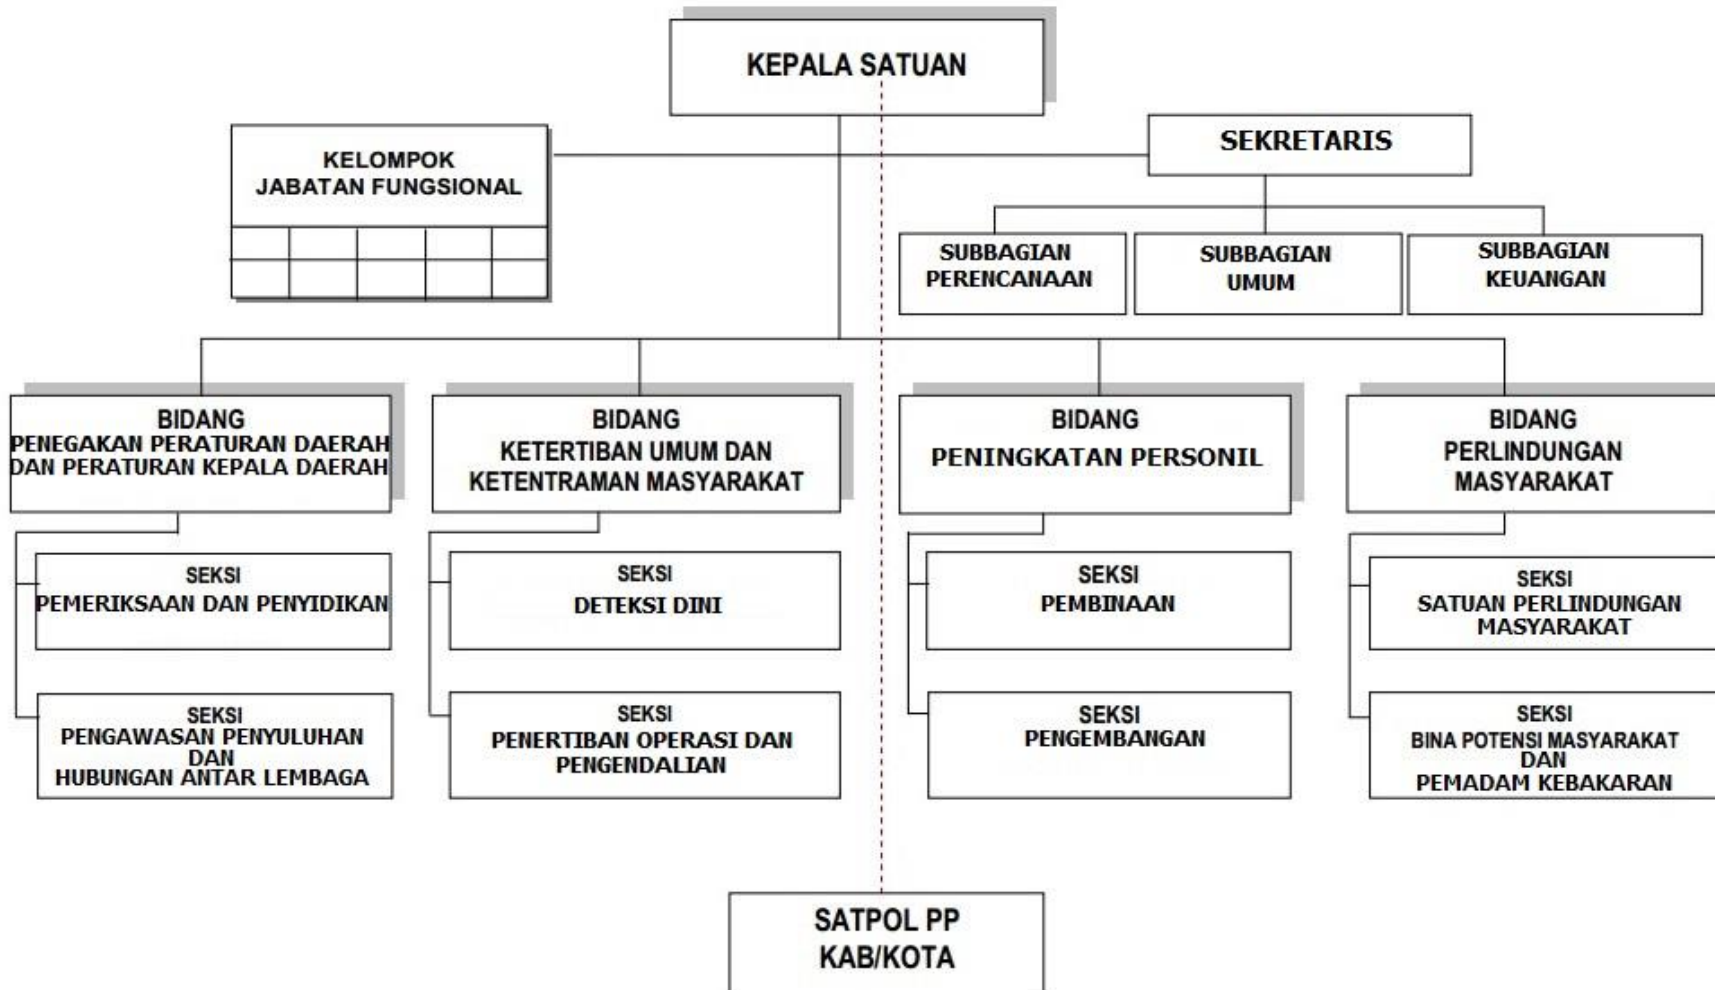 KEPALA SATUAN
KELOMPOK
JABATAN FUNGSIONAL
SEKRETARIS
SUBBAGIAN
PERENCANAAN
SUBBAGIAN
UMUM
SUBBAGIAN
KEUANGAN
BIDANG
PENEGAKAN PERATURAN DAERAH
DAN PERATURAN KEPALA DAERAH
BIDANG
KETERTIBAN UMUM DAN
KETENTRAMAN MASYARAKAT
BIDANG
PENINGKATAN PERSONIL
BIDANG
PERLINDUNGAN
MASYARAKAT
SEKSI
PEMERIKSAAN DAN PENYIDIKAN
SEKSI
DETEKSI DINI
SEKSI
PEMBINAAN
SEKSI
SATUAN PERLINDUNGAN
MASYARAKAT
SEKSI
PENGAWASAN PENYULUHAN
DAN
HUBUNGAN ANTAR LEMBAGA
SEKSI
PENERTIBAN OPERASI DAN
PENGENDALIAN
SEKSI
PENGEMBANGAN
SEKSI
BINA POTENSI MASYARAKAT
DAN
PEMADAM KEBAKARAN
SATPOL PP
KAB/KOTA